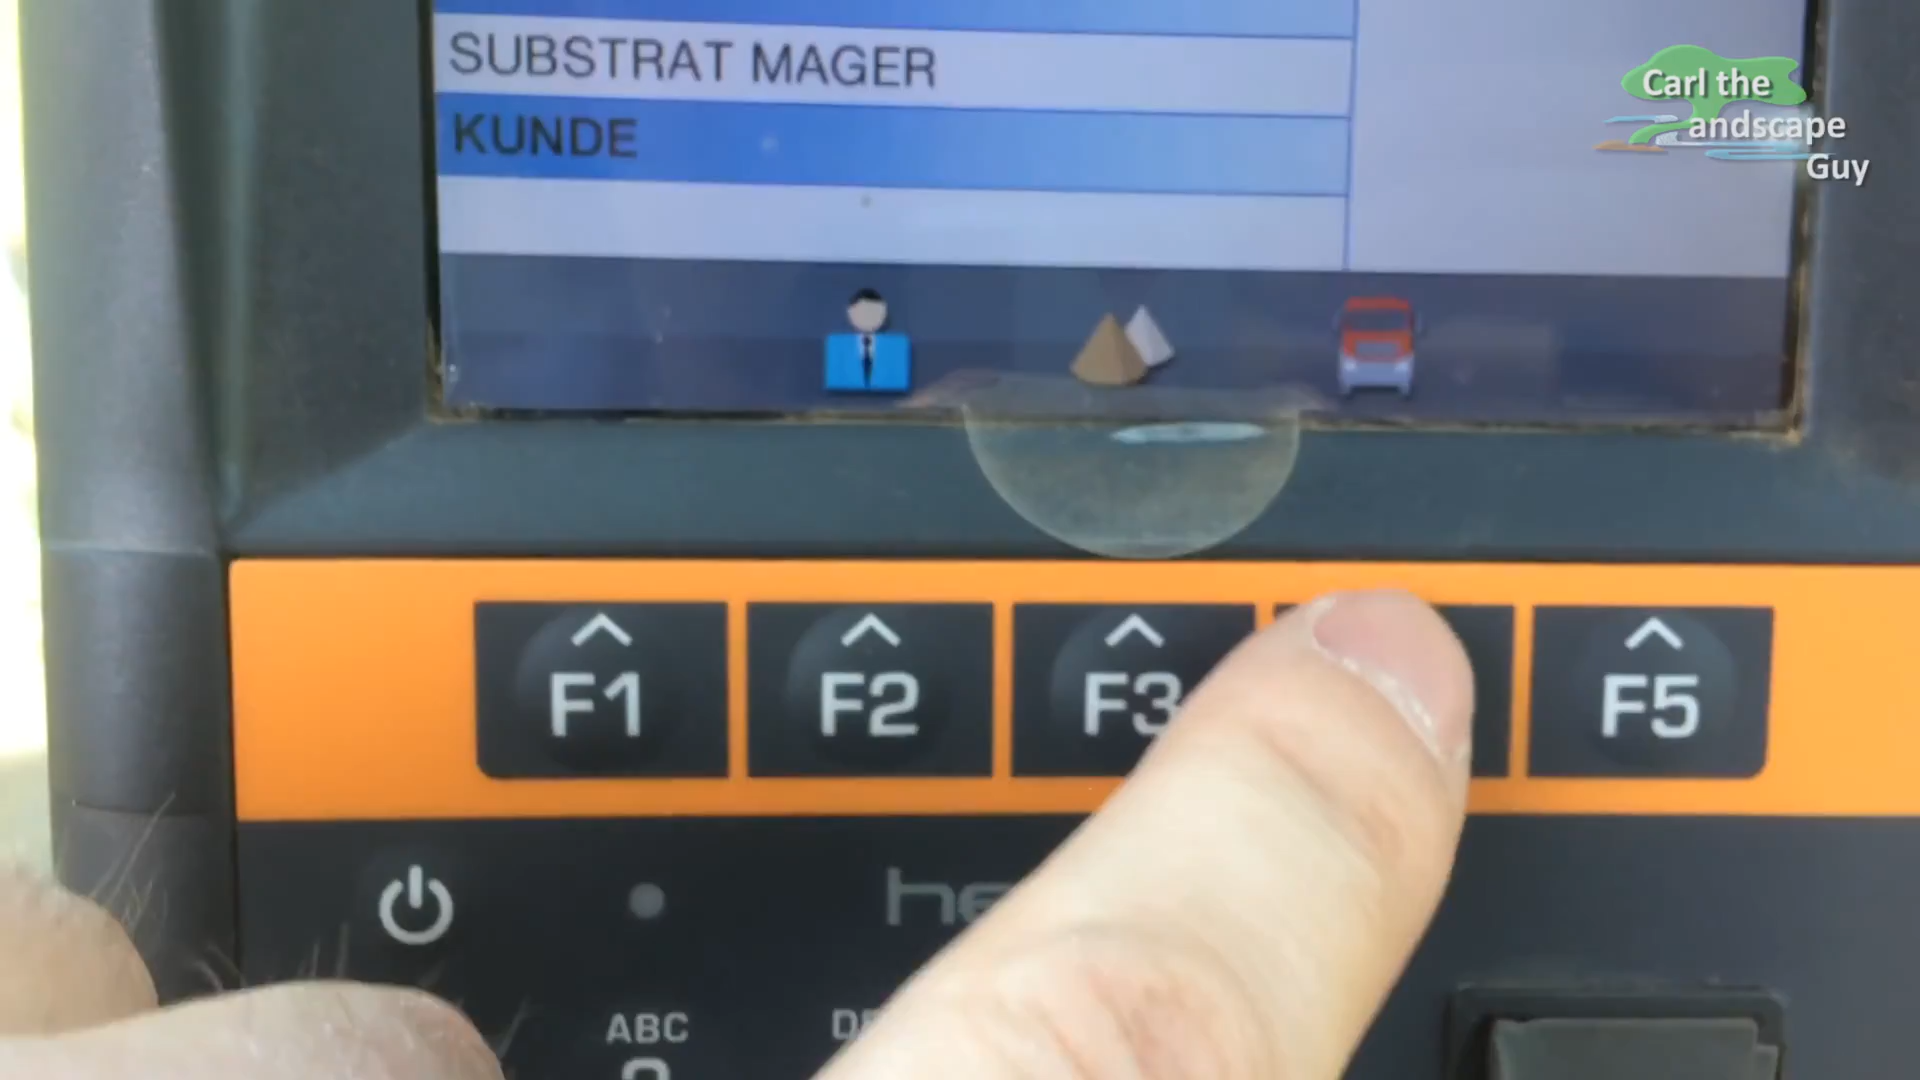 SUBSTRAT MAGER
KUNDE
Carl the
andscape
Guy
F1
F2
F3
F5
ABC